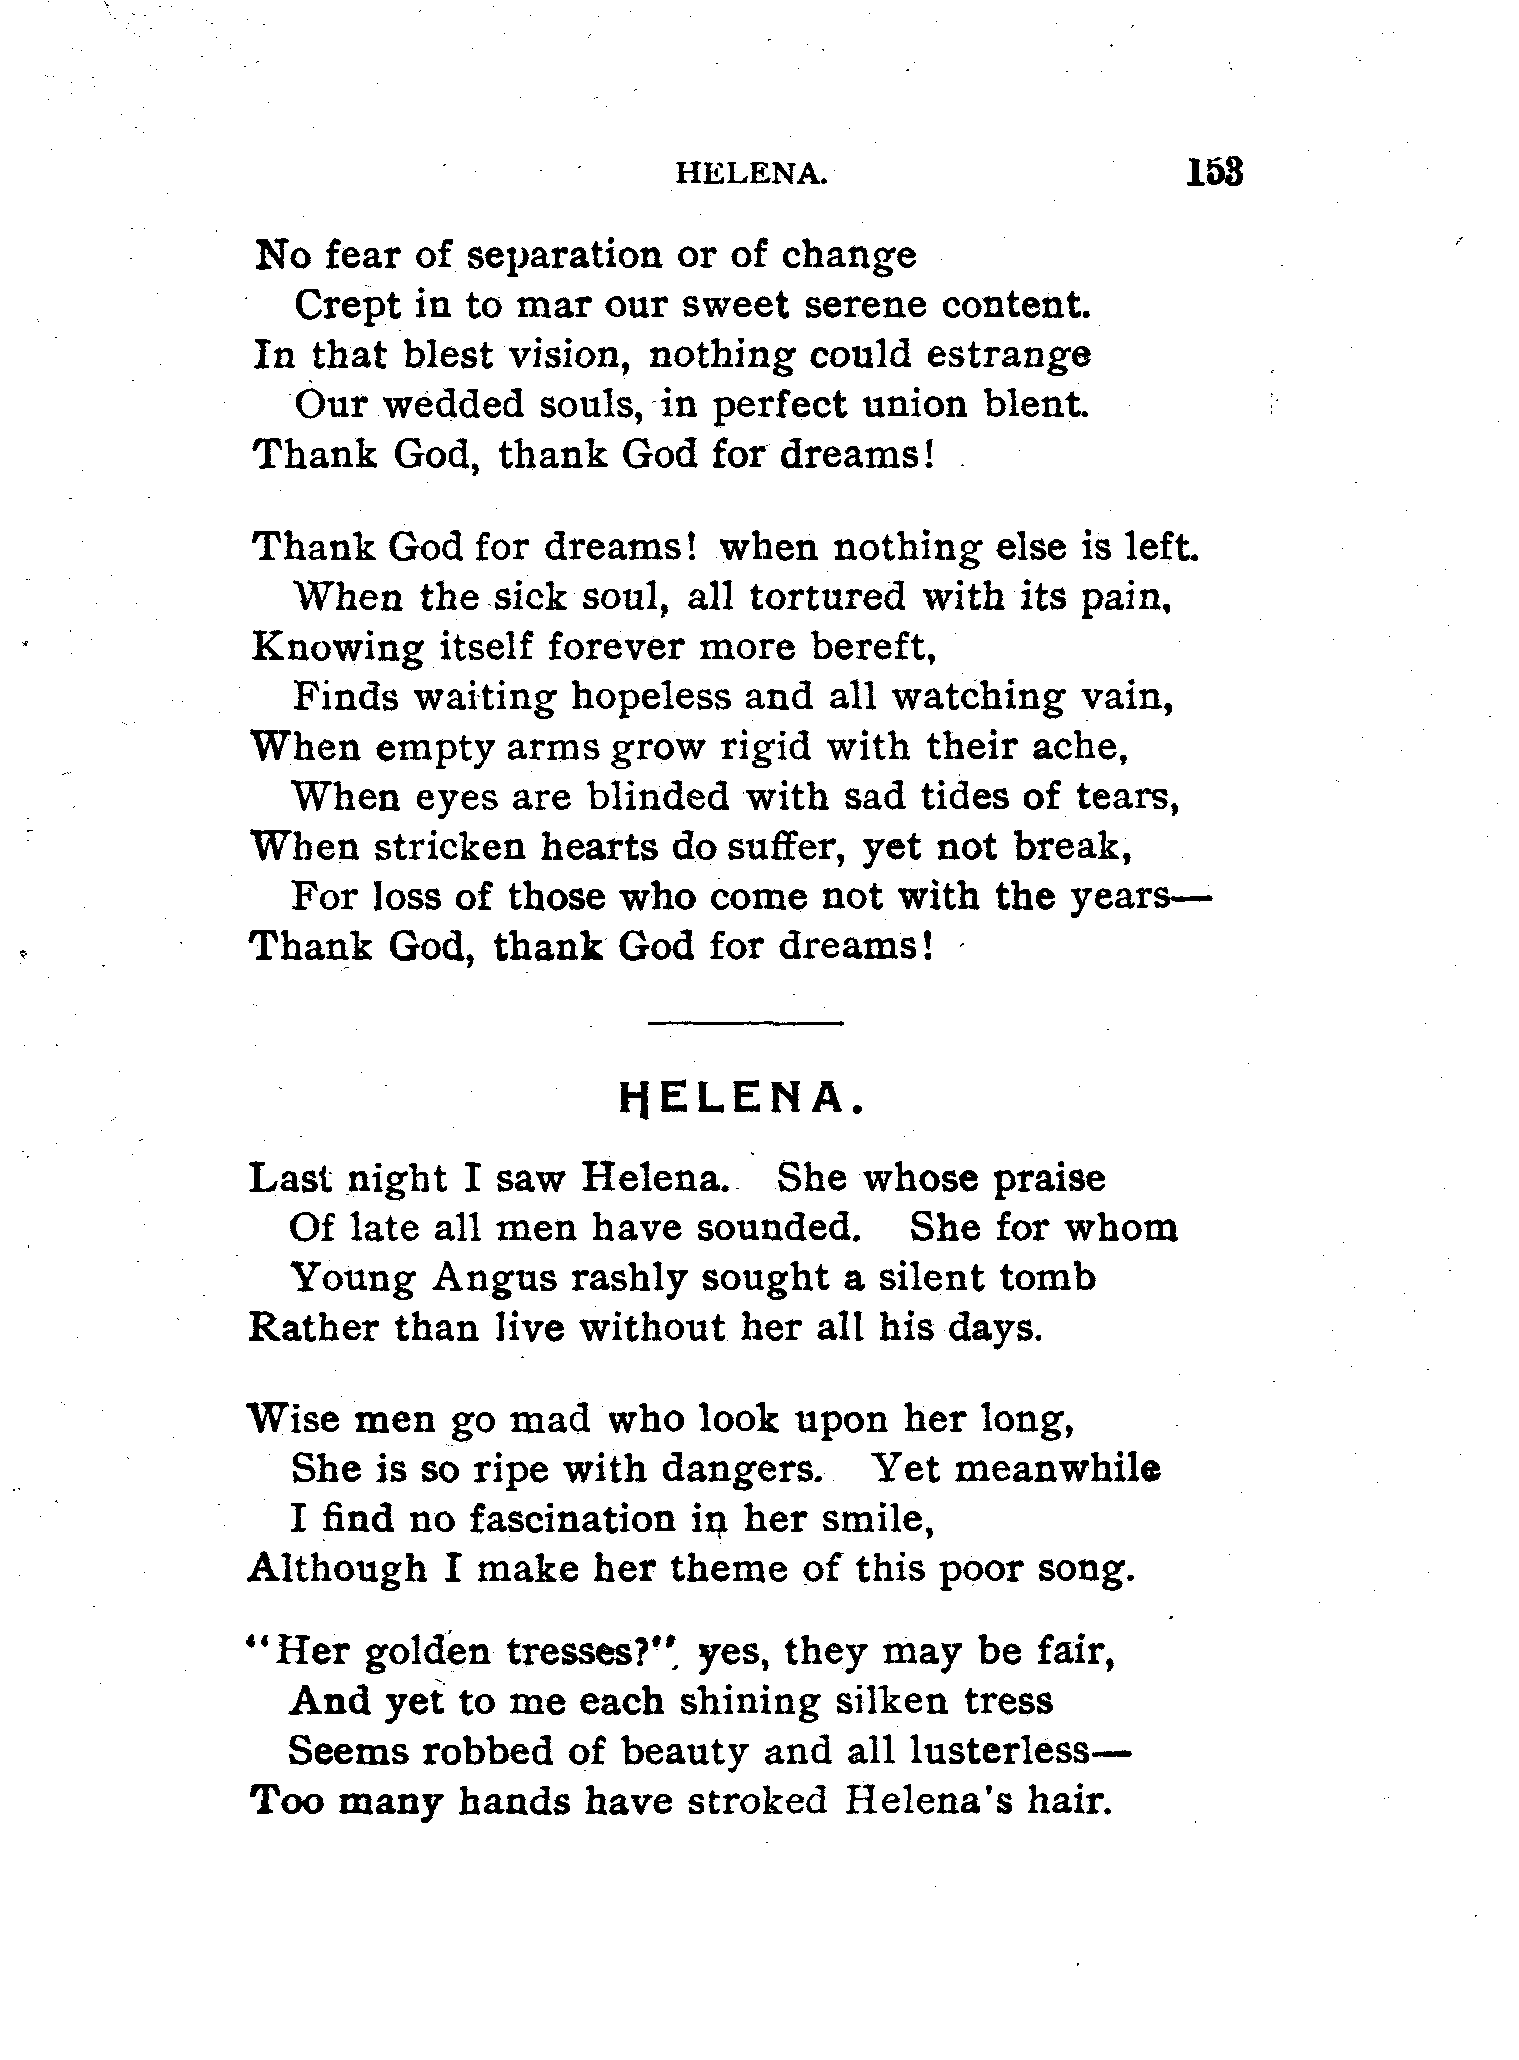 HELENA. 153
No fear of separation or of change
Crept in to mar our sweet serene content.
In that blest vision, nothing could estrange
Our wedded souls, in perfect union blent.
Thank God, thank God for dreams!
Thank God for dreams! when nothing else is left.
When the sick soul, all tortured with its pain,
Knowing itself forever more bereft,
Finds waiting hopeless and all watching vain,
When empty arms grow rigid with their ache,
When eyes are blinded with sad tides of tears,
When stricken hearts do suffer, yet not break,
For loss of those who come not with the years—
Thank God, thank God for dreams!
HELENA.
Last night I saw Helena. She whose praise
Of late all men have sounded. She for whom
Young Angus rashly sought a silent tomb
Rather than live without her all his days.
Wise men go mad who look upon her long,
She is so ripe with dangers. Yet meanwhile
I find no fascination in her smile,
Although I make her theme of this poor song.
"Her golden tresses?" yes, they may be fair,
And yet to me each shining silken tress
Seems robbed of beauty and all lusterless—
Too many hands have stroked Helena's hair.